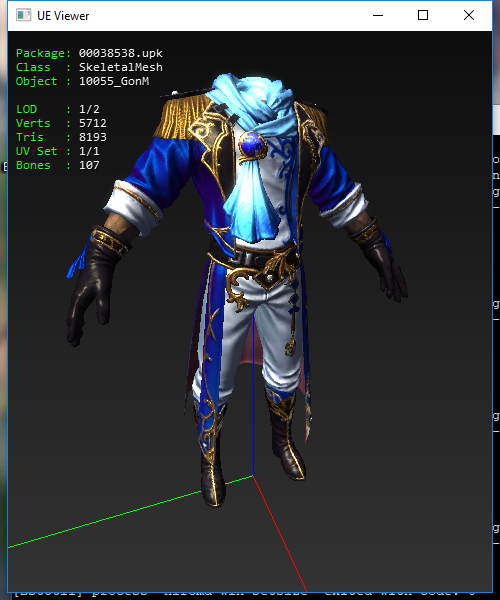 UE Viewer
Package: 00038538.upk
Class : SkeletalMesh
Object : 10055_GonM
LOD : 1/2
Verts : 5712
Tris : 8193
UV Set : 1/1
Bones : 107